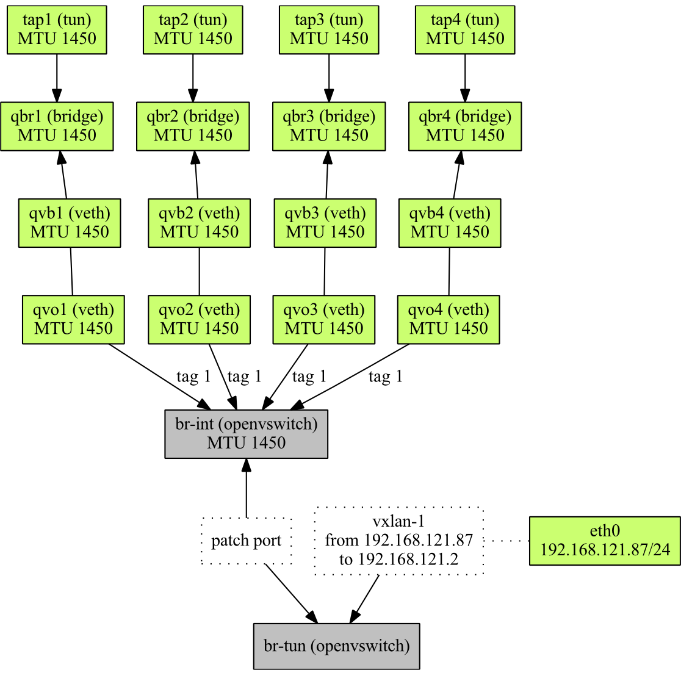 tap1 (tun)
MTU 1450
tap2 (tun)
MTU 1450
tap3 (tun)
MTU 1450
tap4 (tun)
MTU 1450
qbr1 (bridge)
MTU 1450
qbr2 (bridge)
MTU 1450
qbr3 (bridge)
MTU 1450
qbr4 (bridge)
MTU 1450
qvb1 (veth)
MTU 1450
qvb2 (veth)
MTU 1450
qvb3 (veth)
MTU 1450
qvb4 (veth)
MTU 1450
qvo1 (veth)
MTU 1450
qvo2 (veth)
MTU 1450
qvo3 (veth)
MTU 1450
qvo4 (veth)
MTU 1450
tag 1
tag 1
tag 1
tag 1
br-int (openvswitch)
MTU 1450
patch port
vxlan-1
from 192.168.121.87
to 192.168.121.2
eth0
192.168.121.87/24
br-tun (openvswitch)